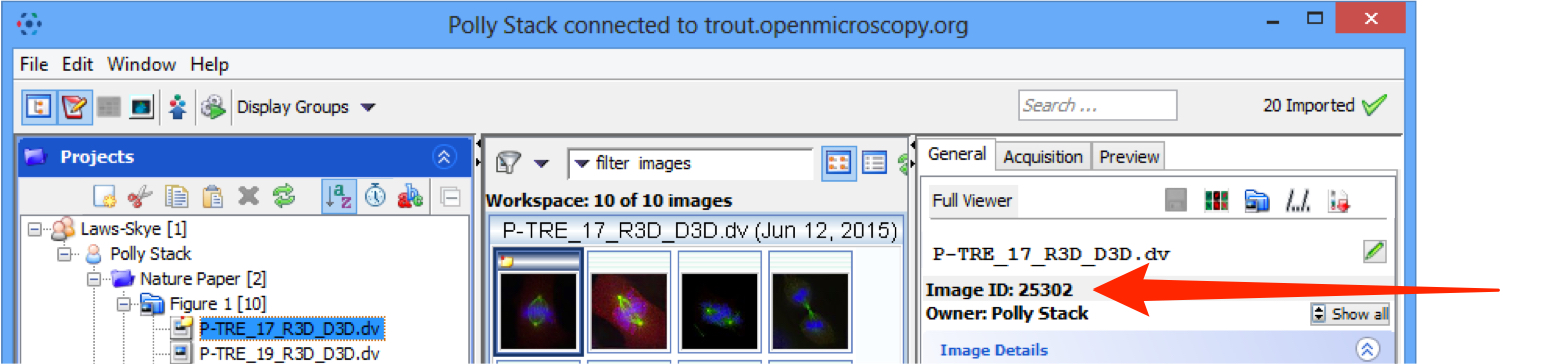 Polly Stack connected to trout.openmicroscopy.org
File Edit Window Help
Display Groups
Search ...
20 Imported
Projects
filter images
General Acquisition Preview
Workspace: 10 of 10 images
Full Viewer
Laws-Skye [1]
P-TRE_17_R3D_D3D.dv (Jun 12, 2015)
Polly Stack
P-TRE_17_R3D_D3D.dv
Nature Paper [2]
Image ID: 25302
Figure 1 [10]
Owner: Polly Stack
Show all
P-TRE_17_R3D_D3D.dv
Image Details
P-TRE_19_R3D_D3D.dv